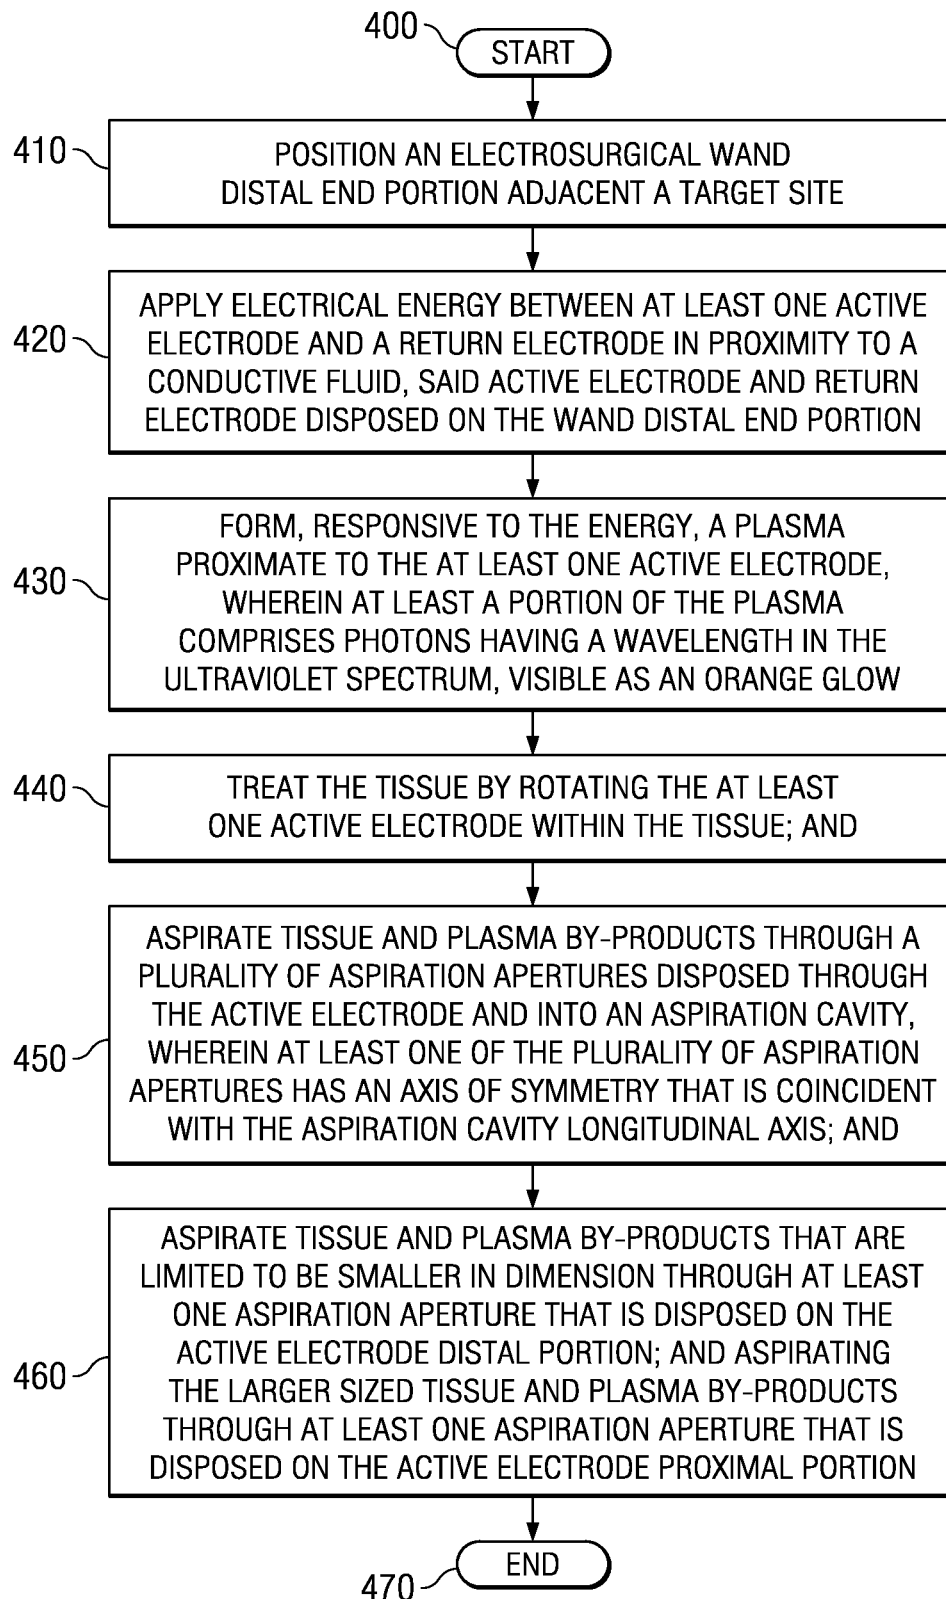 400
START
410
POSITION AN ELECTROSURGICAL WAND
DISTAL END PORTION ADJACENT A TARGET SITE
420
APPLY ELECTRICAL ENERGY BETWEEN AT LEAST ONE ACTIVE
ELECTRODE AND A RETURN ELECTRODE IN PROXIMITY TO A
CONDUCTIVE FLUID, SAID ACTIVE ELECTRODE AND RETURN
ELECTRODE DISPOSED ON THE WAND DISTAL END PORTION
430
FORM, RESPONSIVE TO THE ENERGY, A PLASMA
PROXIMATE TO THE AT LEAST ONE ACTIVE ELECTRODE,
WHEREIN AT LEAST A PORTION OF THE PLASMA
COMPRISES PHOTONS HAVING A WAVELENGTH IN THE
ULTRAVIOLET SPECTRUM, VISIBLE AS AN ORANGE GLOW
440
TREAT THE TISSUE BY ROTATING THE AT LEAST
ONE ACTIVE ELECTRODE WITHIN THE TISSUE; AND
450
ASPIRATE TISSUE AND PLASMA BY-PRODUCTS THROUGH A
PLURALITY OF ASPIRATION APERTURES DISPOSED THROUGH
THE ACTIVE ELECTRODE AND INTO AN ASPIRATION CAVITY,
WHEREIN AT LEAST ONE OF THE PLURALITY OF ASPIRATION
APERTURES HAS AN AXIS OF SYMMETRY THAT IS COINCIDENT
WITH THE ASPIRATION CAVITY LONGITUDINAL AXIS; AND
460
ASPIRATE TISSUE AND PLASMA BY-PRODUCTS THAT ARE
LIMITED TO BE SMALLER IN DIMENSION THROUGH AT LEAST
ONE ASPIRATION APERTURE THAT IS DISPOSED ON THE
ACTIVE ELECTRODE DISTAL PORTION; AND ASPIRATING
THE LARGER SIZED TISSUE AND PLASMA BY-PRODUCTS
THROUGH AT LEAST ONE ASPIRATION APERTURE THAT IS
DISPOSED ON THE ACTIVE ELECTRODE PROXIMAL PORTION
END
470